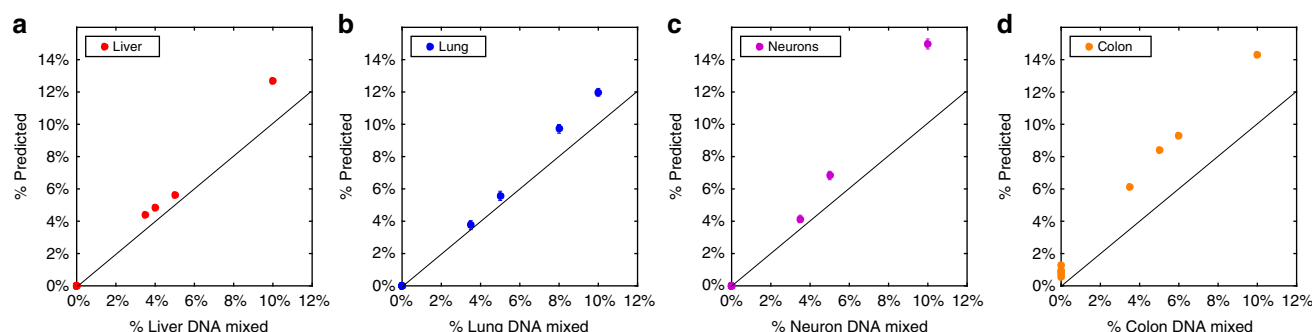 a
Liver
% Predicted
14%
12%
10%
8%
6%
4%
2%
0%
0% 2% 4% 6% 8% 10% 12%
% Liver DNA mixed
b
Lung
% Predicted
14%
12%
10%
8%
6%
4%
2%
0%
0% 2% 4% 6% 8% 10% 12%
% Lung DNA mixed
c
Neurons
% Predicted
14%
12%
10%
8%
6%
4%
2%
0%
0% 2% 4% 6% 8% 10% 12%
% Neuron DNA mixed
d
Colon
% Predicted
14%
12%
10%
8%
6%
4%
2%
0%
0% 2% 4% 6% 8% 10% 12%
% Colon DNA mixed